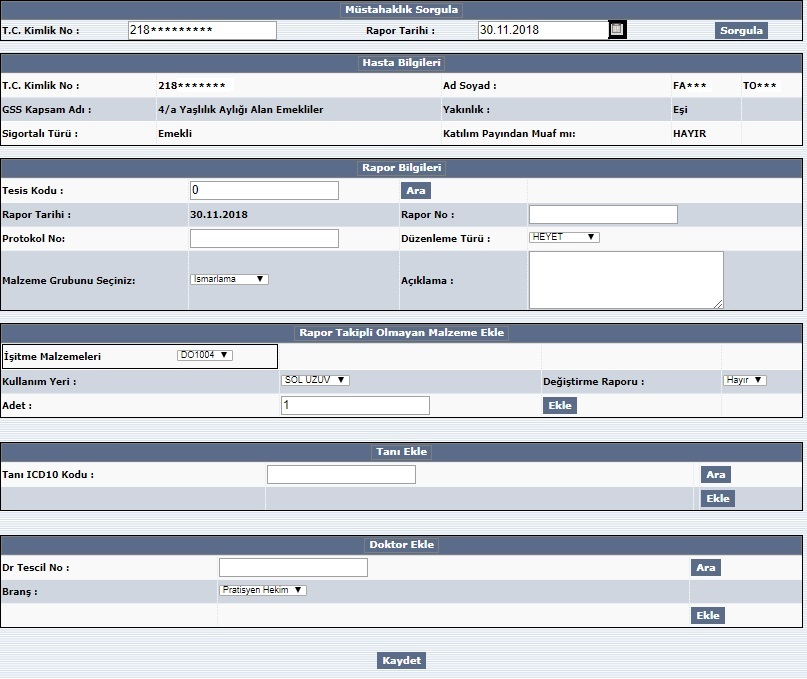 Müstahaklık Sorgula
T.C. Kimlik No : 218********* Rapor Tarihi : 30.11.2018 Sorgula
Hasta Bilgileri
T.C. Kimlik No : 218******* Ad Soyad : FA*** TO***
GSS Kapsam Adı : 4/a Yaşlılık Aylığı Alan Emekliler Yakınlık : Eşi
Sigortalı Türü : Emekli Katılım Payından Muaf mı: HAYIR
Rapor Bilgileri
Tesis Kodu : 0 Ara
Rapor Tarihi : 30.11.2018 Rapor No :
Protokol No: Düzenleme Türü : HEYET
Malzeme Grubunu Seçiniz: Ismarlama Açıklama :
Rapor Takipli Olmayan Malzeme Ekle
İşitme Malzemeleri DO1004
Kullanım Yeri : SOL UZUV Değiştirme Raporu : Hayır
Adet : 1 Ekle
Tanı Ekle
Tanı ICD10 Kodu : Ara
Ekle
Doktor Ekle
Dr Tescil No : Ara
Branş : Pratisyen Hekim
Ekle
Kaydet